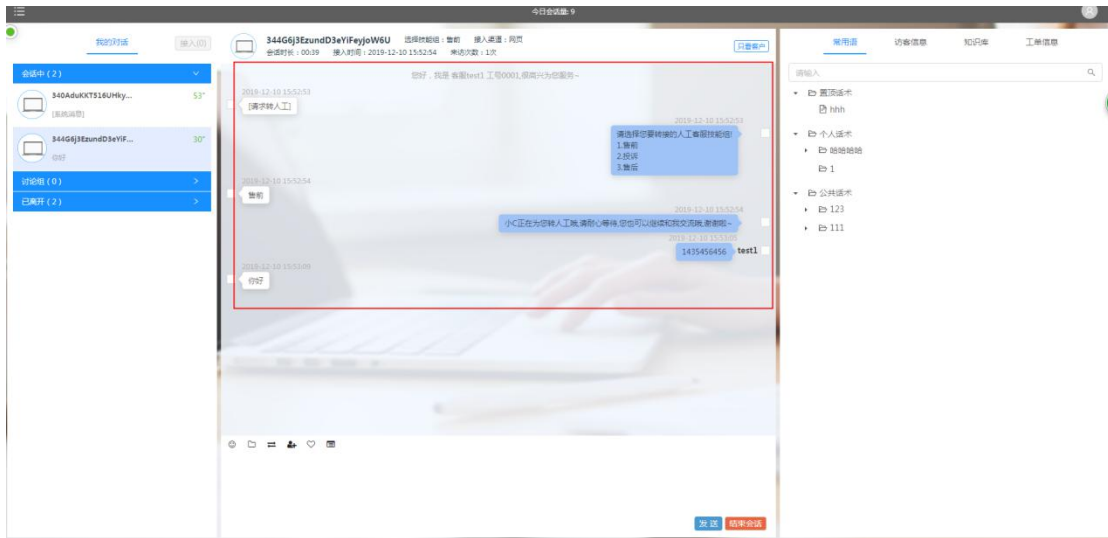 今日会话量: 9
我的对话
接入(0)
会话中 ( 2 )
340AduKKT516UHky...
53"
[系统消息]
344G6j3EzundD3eYiF...
30"
你好
讨论组 ( 0 )
已离开 ( 2 )
344G6j3EzundD3eYiFeyjoW6U 选择技能组：售前 接入渠道：网页
会话时长：00:39 接入时间：2019-12-10 15:52:54 来访次数：1次
只看客户
您好，我是 客服test1 工号0001,很高兴为您服务~
2019-12-10 15:52:53
[请求转人工]
2019-12-10 15:52:53
请选择您要转接的人工客服技能组!
1.售前
2.投诉
3.售后
2019-12-10 15:52:54
售前
2019-12-10 15:52:54
小C正在为您转人工哦,请耐心等待,您也可以继续和我交流哦,谢谢啦~
2019-12-10 15:53:05
1435456456 test1
2019-12-10 15:53:09
你好
发 送
结束会话
常用语
访客信息
知识库
工单信息
请输入
置顶话术
hhh
个人话术
哈哈哈哈
1
公共话术
123
111